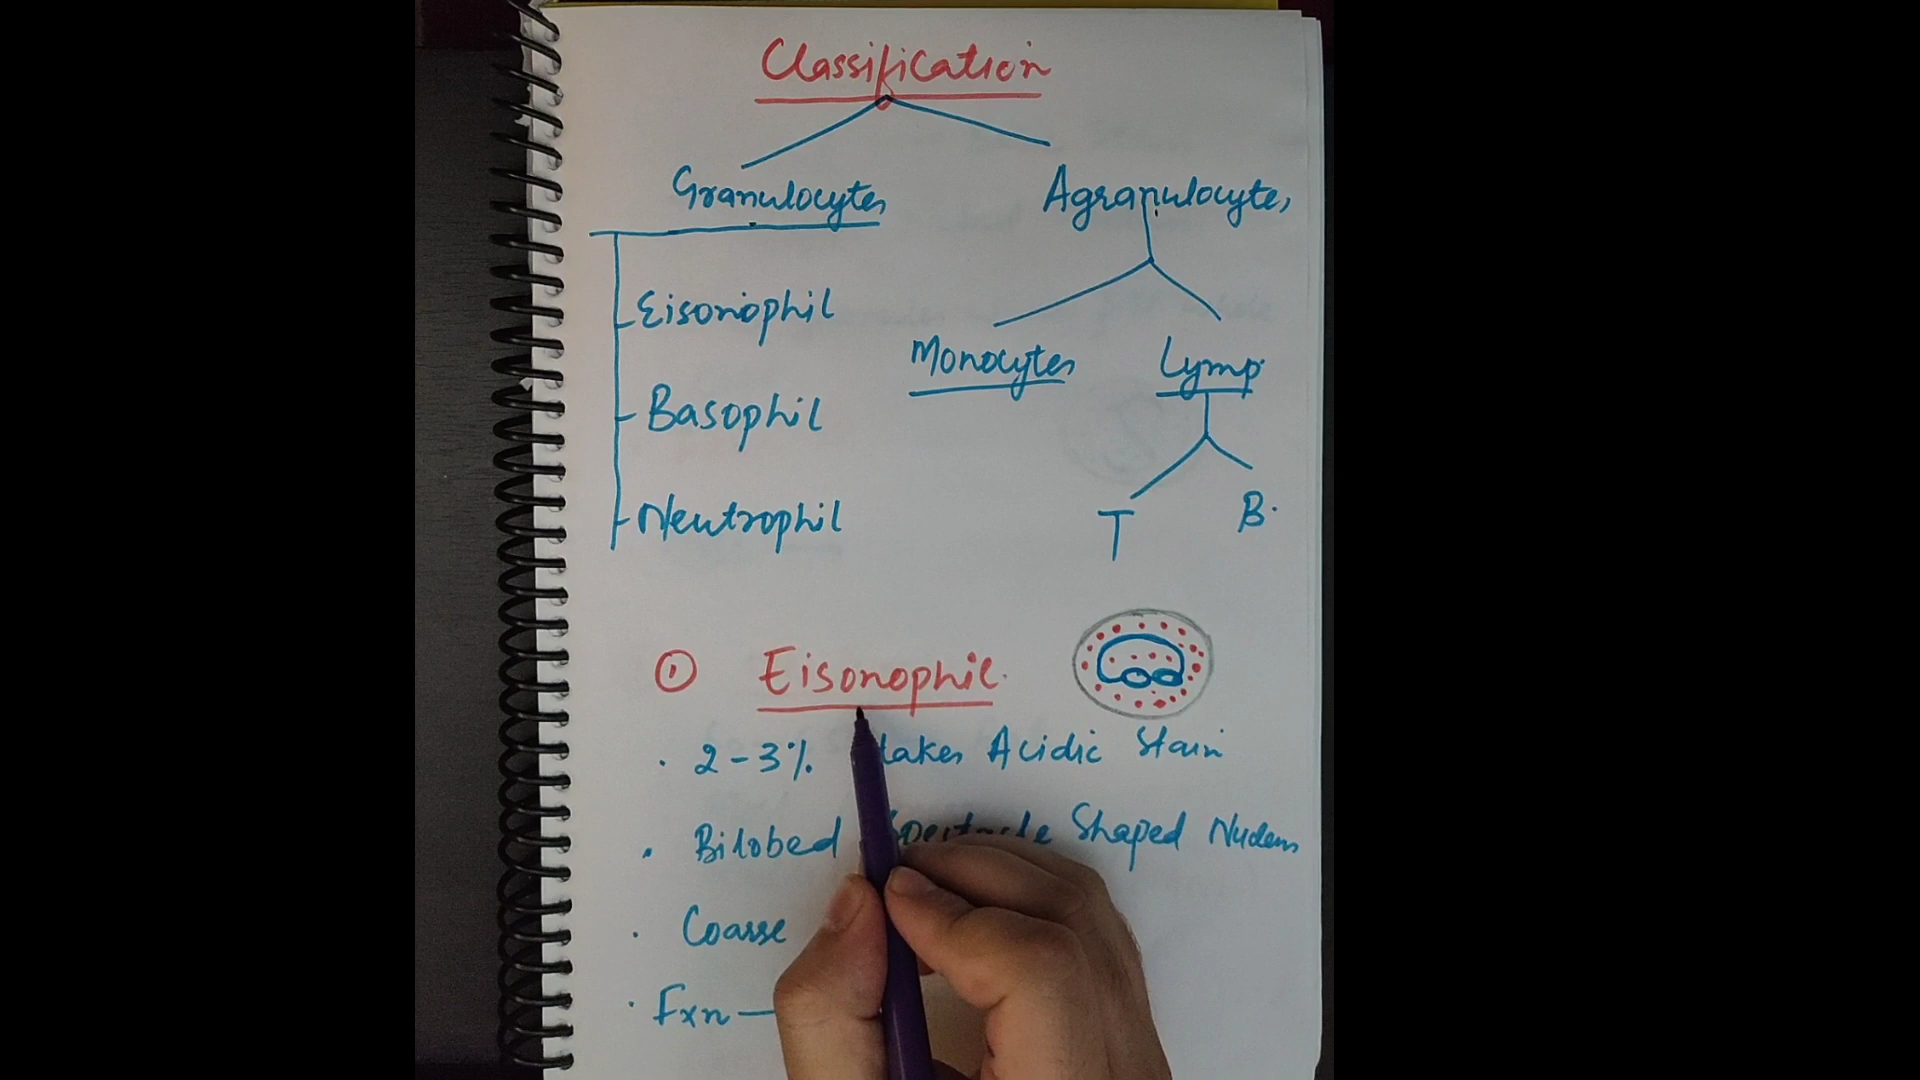 Classification
Granulocytes Agranulocytes
Eisonophil
Monocytes Lymp.
Basophil
T B.
Neutrophil
① Eisonophil.
· 2-3% takes Acidic Stain
· Bilobed Spectacle Shaped Nucleus
· Coarse
· Fxn —